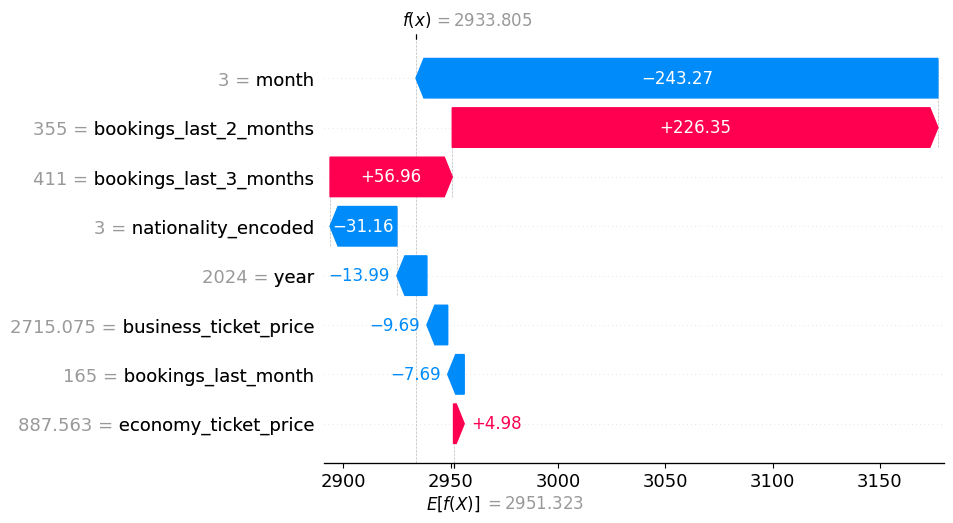 f(x) = 2933.805
3 = month
−243.27
355 = bookings_last_2_months
+226.35
411 = bookings_last_3_months
+56.96
3 = nationality_encoded
−31.16
2024 = year
−13.99
2715.075 = business_ticket_price
−9.69
165 = bookings_last_month
−7.69
887.563 = economy_ticket_price
+4.98
2900 2950 3000 3050 3100 3150
E[f(X)] = 2951.323